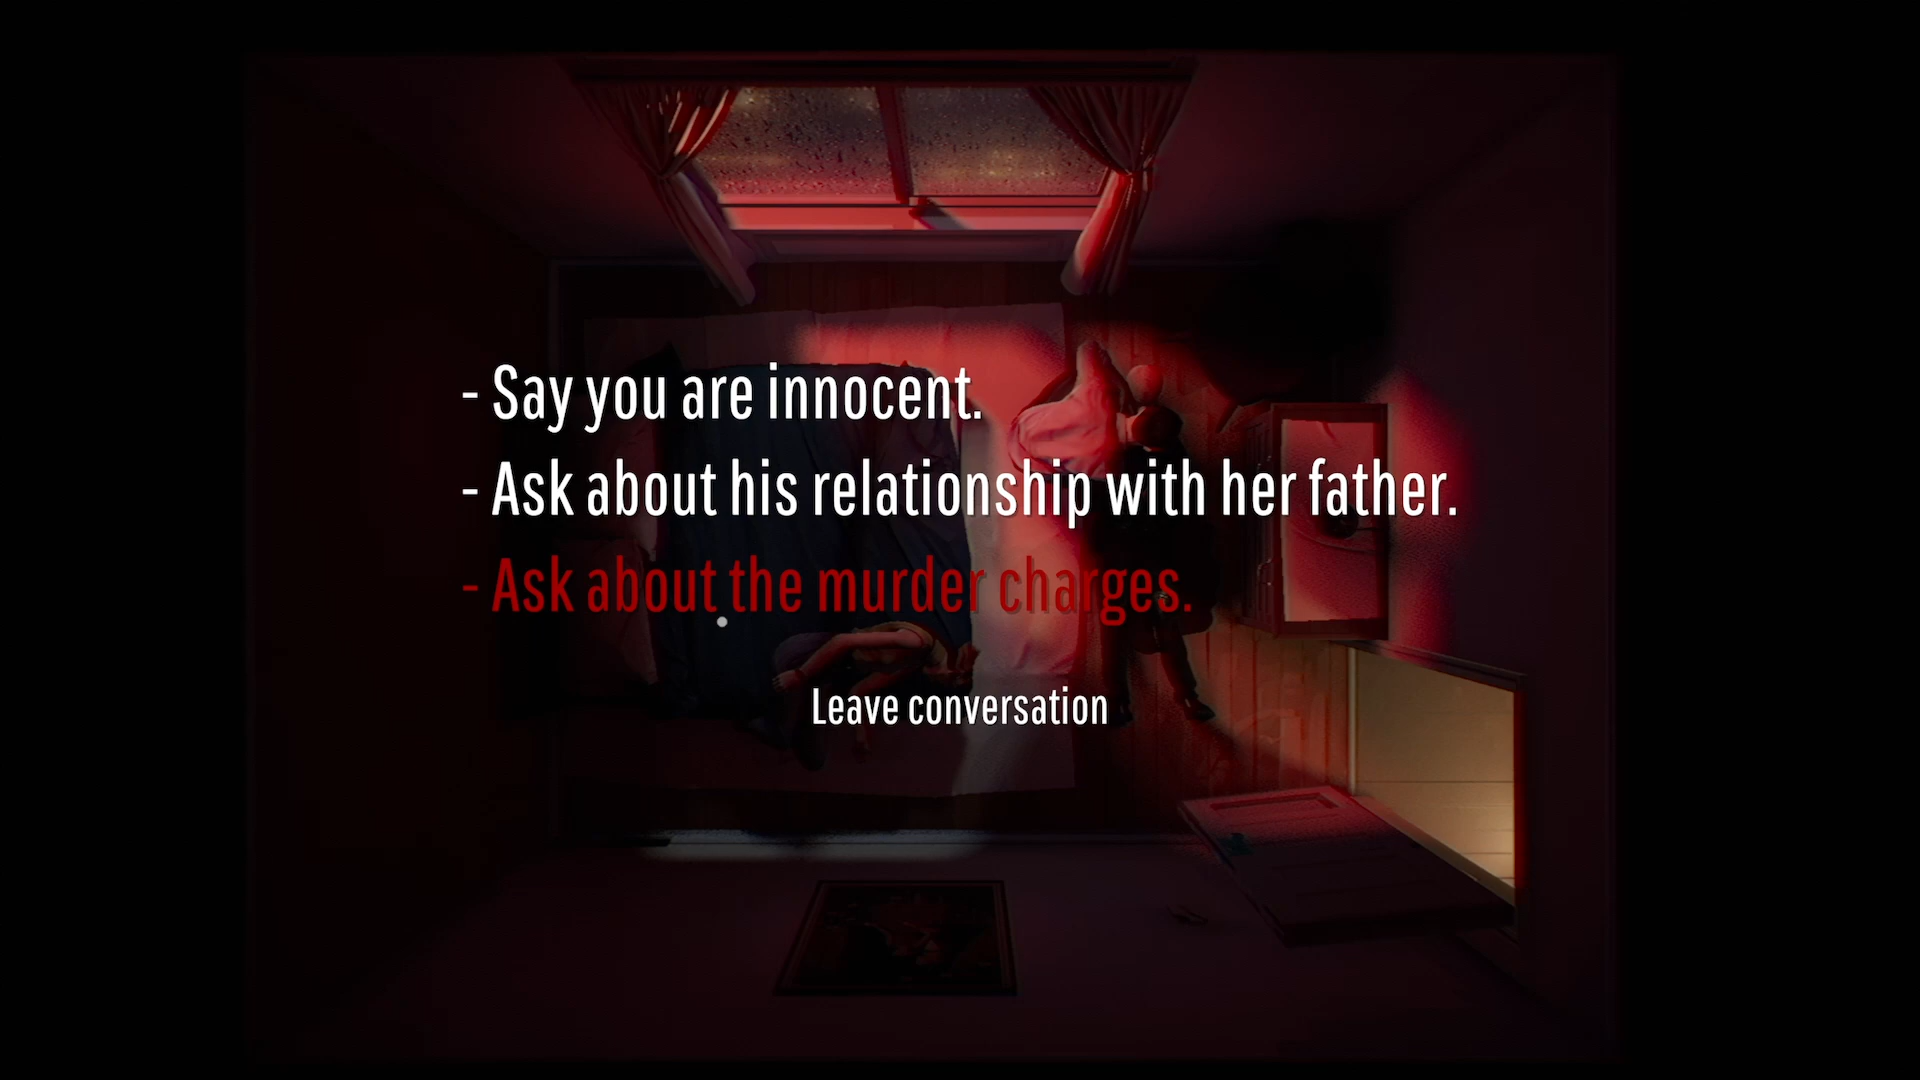 - Say you are innocent.
- Ask about his relationship with her father.
- Ask about the murder charges.
Leave conversation